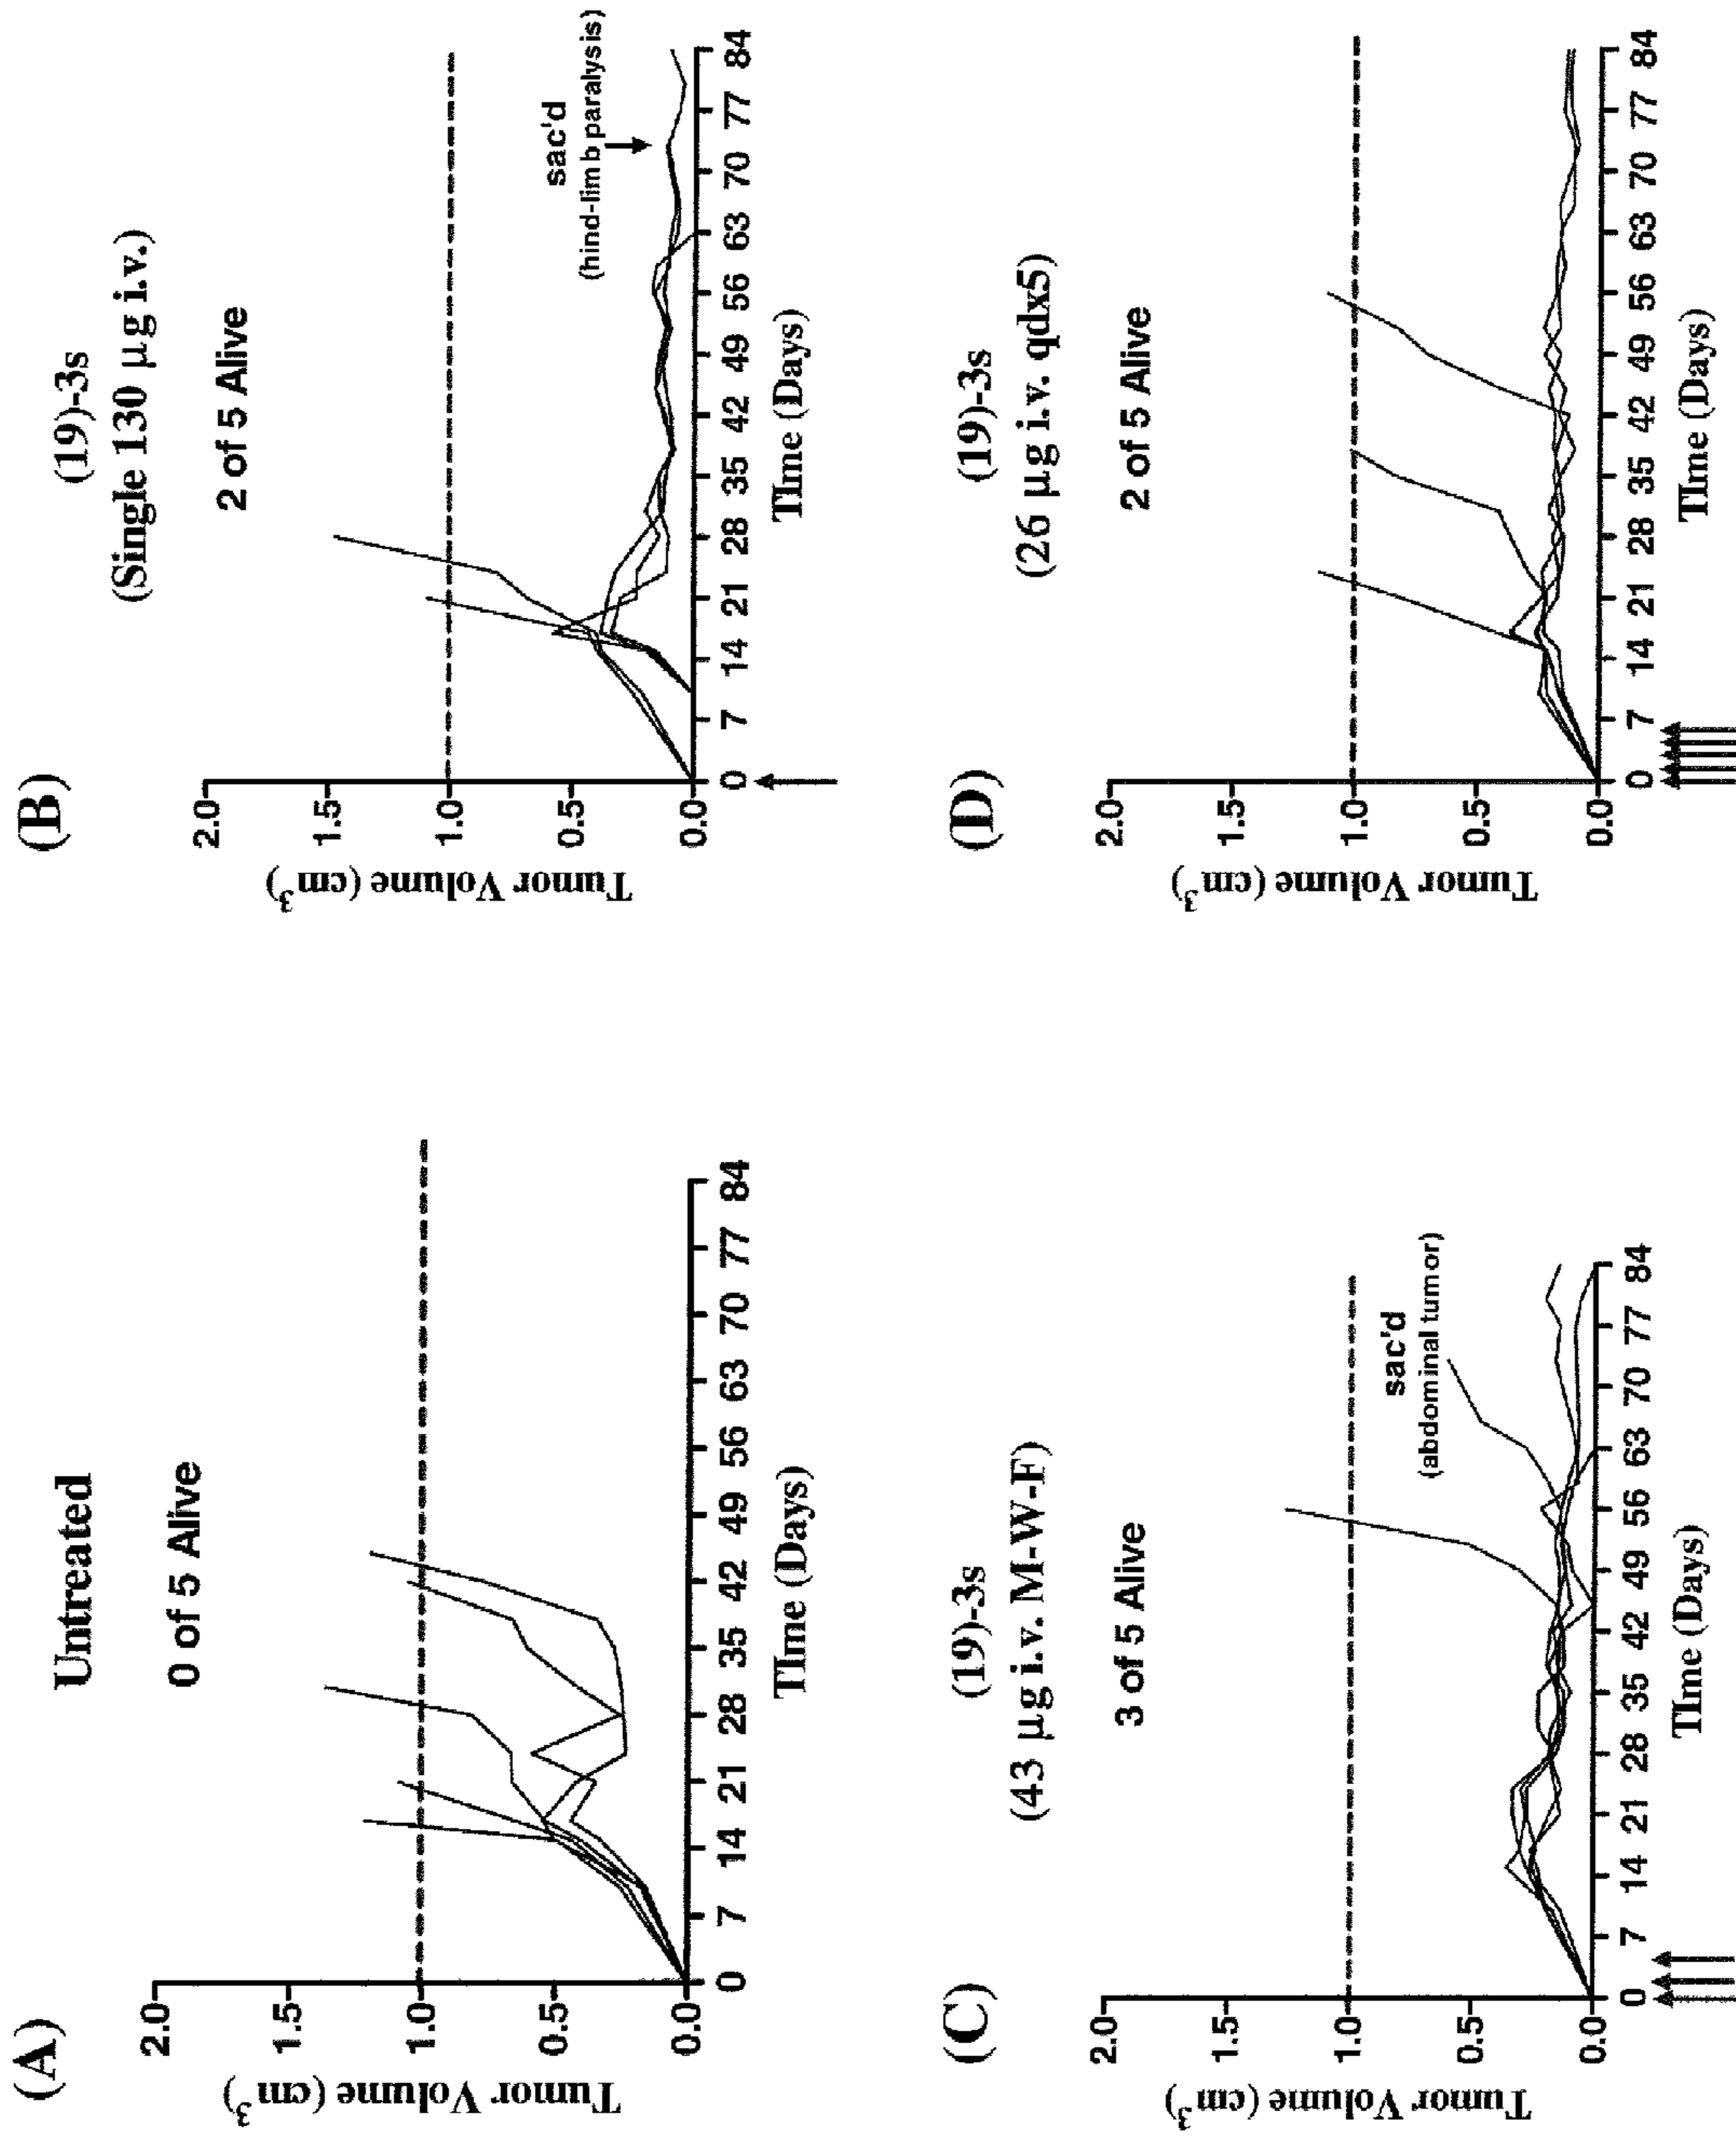 (A)
Untreated
0 of 5 Alive
Tumor Volume (cm³)
2.0
1.5
1.0
0.5
0.0
0 7 14 21 28 35 42 49 56 63 70 77 84
TIme (Days)
(B)
(19)-3s
(Single 130 µg i.v.)
2 of 5 Alive
sac'd
(hind-limb paralysis)
Tumor Volume (cm³)
2.0
1.5
1.0
0.5
0.0
0 7 14 21 28 35 42 49 56 63 70 77 84
TIme (Days)
(C)
(19)-3s
(43 µg i.v. M-W-F)
3 of 5 Alive
sac'd
(abdominal tumor)
Tumor Volume (cm³)
2.0
1.5
1.0
0.5
0.0
0 7 14 21 28 35 42 49 56 63 70 77 84
TIme (Days)
(D)
(19)-3s
(26 µg i.v. qdx5)
2 of 5 Alive
Tumor Volume (cm³)
2.0
1.5
1.0
0.5
0.0
0 7 14 21 28 35 42 49 56 63 70 77 84
TIme (Days)